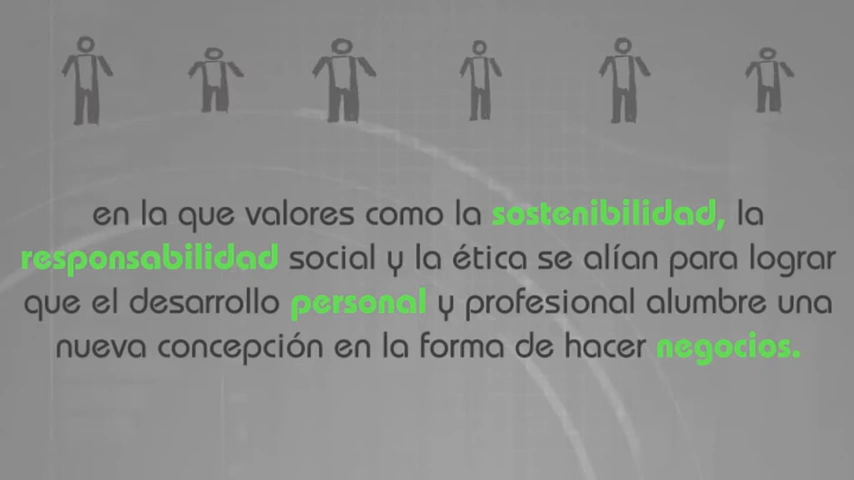 en la que valores como la sostenibilidad, la
responsabilidad social y la ética se alían para lograr
que el desarrollo personal y profesional alumbre una
nueva concepción en la forma de hacer negocios.